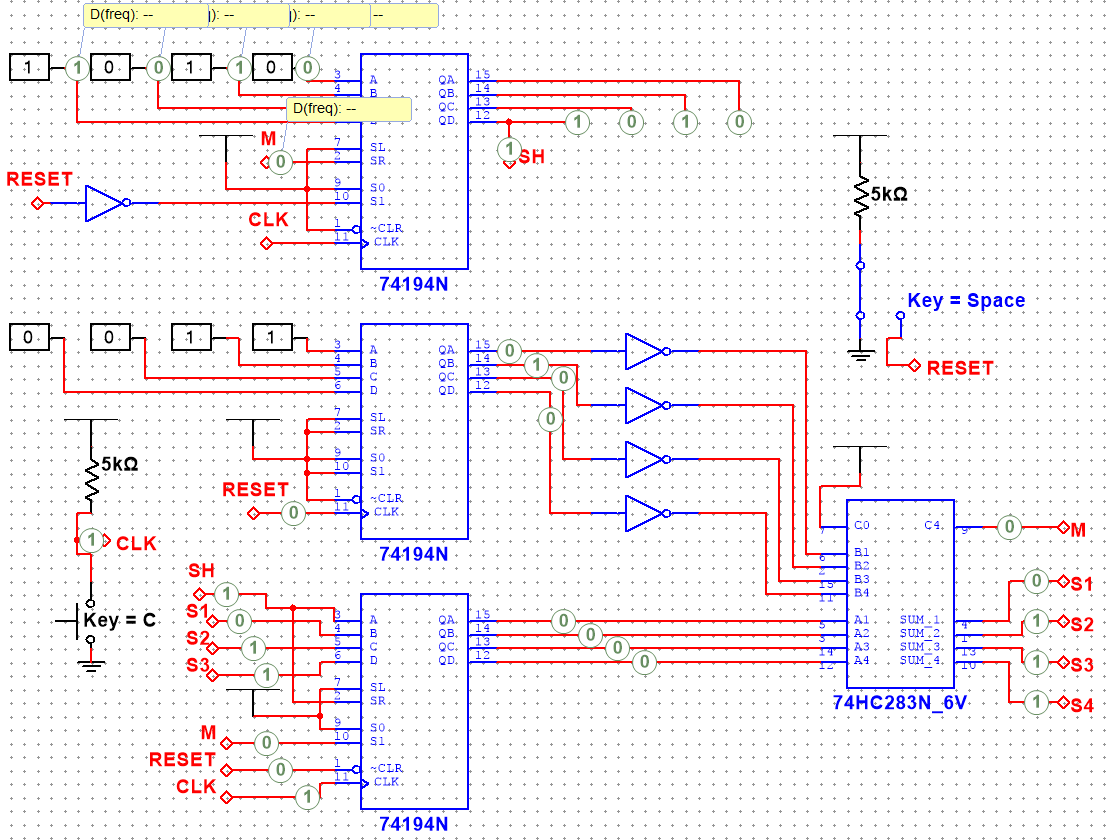 D(freq): -- ): -- ): -- --
1 1 0 0 1 1 0 0
3 A QA 15
4 B QB 14
QC 13
QD 12
D(freq): --
1 0 1 0
1 SH
M 0
7 SL
2 SR
RESET
9 S0
10 S1
CLK
1 ~CLR
11 CLK
74194N
5kΩ
Key = Space
RESET
0 0 1 1
3 A QA 15 0
4 B QB 14 1
5 C QC 13 0
6 D QD 12
0
7 SL
2 SR
5kΩ
9 S0
10 S1
RESET 0
1 ~CLR
11 CLK
74194N
1 CLK
Key = C
C0 C4 9 0 M
7
6 B1
2 B2
15 B3
11 B4
5 A1 SUM_1 4 0 S1
3 A2 SUM_2 1 1 S2
14 A3 SUM_3 13 1 S3
12 A4 SUM_4 10 1 S4
74HC283N_6V
SH 1
S1 0
S2 1
S3 1
3 A QA 15 0
4 B QB 14 0
5 C QC 13 0
6 D QD 12 0
7 SL
2 SR
9 S0
10 S1
M 0
RESET 0
CLK 1
1 ~CLR
11 CLK
74194N